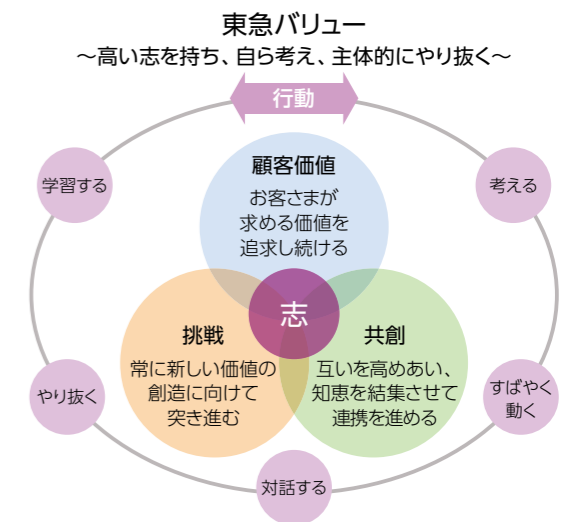 東急バリュー
～高い志を持ち、自ら考え、主体的にやり抜く～
行動
学習する
考える
顧客価値
お客さまが
求める価値を
追求し続ける
志
挑戦
常に新しい価値の
創造に向けて
突き進む
共創
互いを高めあい、
知恵を結集させて
連携を進める
やり抜く
すばやく
動く
対話する